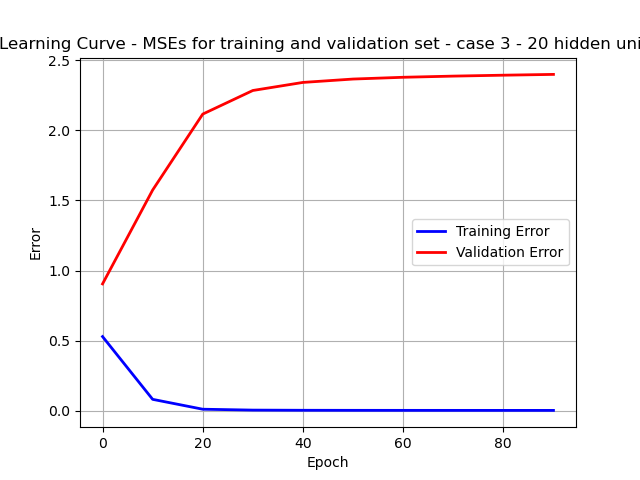 Learning Curve - MSEs for training and validation set - case 3 - 20 hidden uni
2.5
2.0
1.5
1.0
0.5
0.0
Error
Training Error
Validation Error
0 20 40 60 80
Epoch